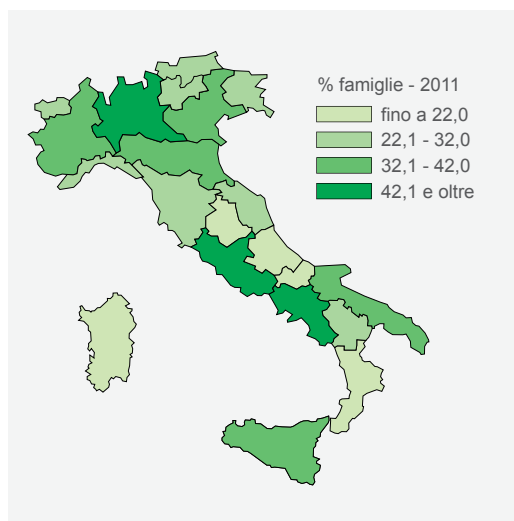 % famiglie - 2011
fino a 22,0
22,1 - 32,0
32,1 - 42,0
42,1 e oltre